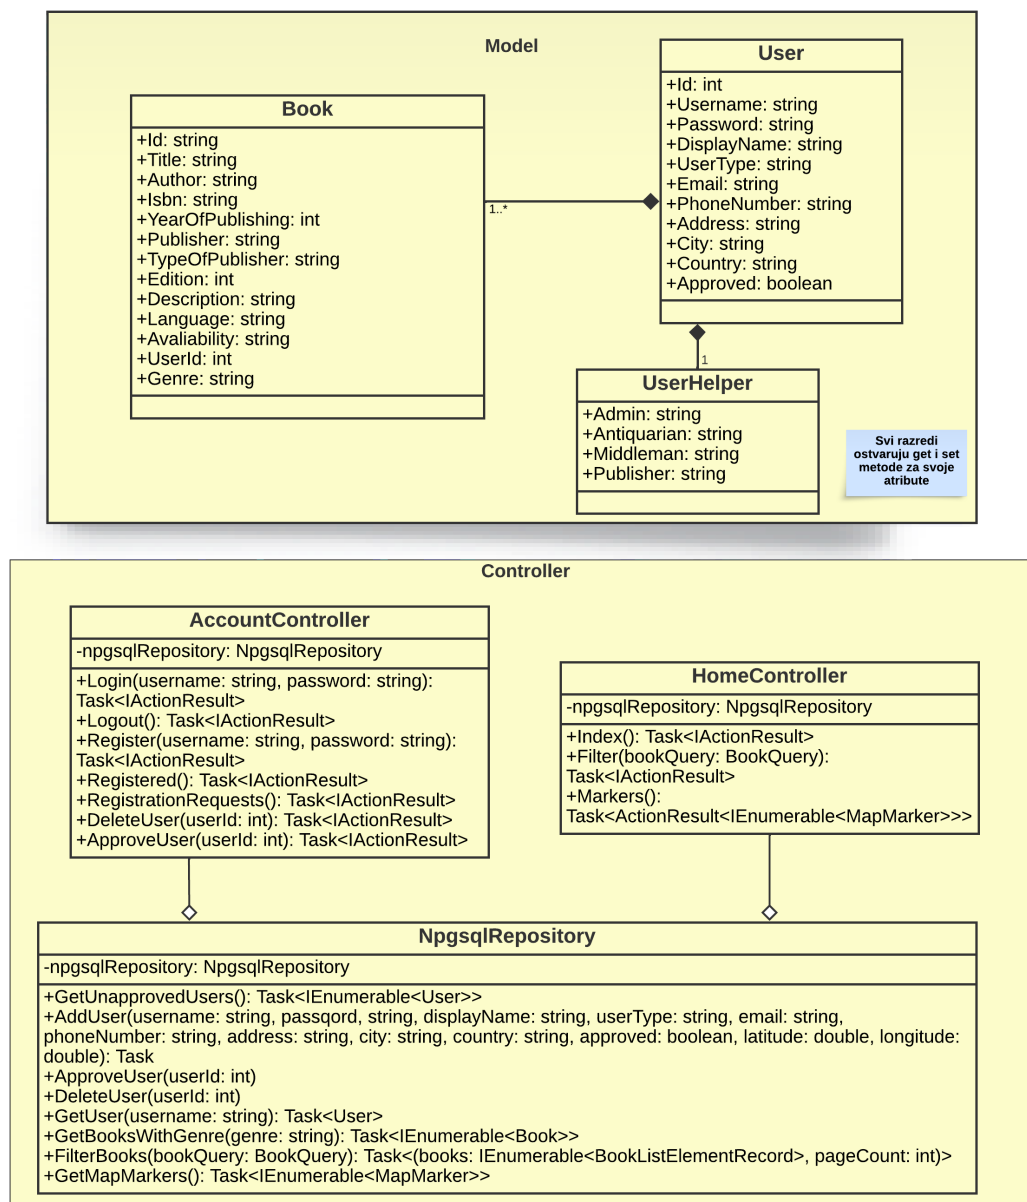 Model
Book
+Id: string
+Title: string
+Author: string
+Isbn: string
+YearOfPublishing: int
+Publisher: string
+TypeOfPublisher: string
+Edition: int
+Description: string
+Language: string
+Avaliability: string
+UserId: int
+Genre: string
1..*
User
+Id: int
+Username: string
+Password: string
+DisplayName: string
+UserType: string
+Email: string
+PhoneNumber: string
+Address: string
+City: string
+Country: string
+Approved: boolean
1
UserHelper
+Admin: string
+Antiquarian: string
+Middleman: string
+Publisher: string
Svi razredi
ostvaruju get i set
metode za svoje
atribute
Controller
AccountController
-npgsqlRepository: NpgsqlRepository
+Login(username: string, password: string):
Task<IActionResult>
+Logout(): Task<IActionResult>
+Register(username: string, password: string):
Task<IActionResult>
+Registered(): Task<IActionResult>
+RegistrationRequests(): Task<IActionResult>
+DeleteUser(userId: int): Task<IActionResult>
+ApproveUser(userId: int): Task<IActionResult>
HomeController
-npgsqlRepository: NpgsqlRepository
+Index(): Task<IActionResult>
+Filter(bookQuery: BookQuery):
Task<IActionResult>
+Markers():
Task<ActionResult<IEnumerable<MapMarker>>>
NpgsqlRepository
-npgsqlRepository: NpgsqlRepository
+GetUnapprovedUsers(): Task<IEnumerable<User>>
+AddUser(username: string, passqord, string, displayName: string, userType: string, email: string,
phoneNumber: string, address: string, city: string, country: string, approved: boolean, latitude: double, longitude:
double): Task
+ApproveUser(userId: int)
+DeleteUser(userId: int)
+GetUser(username: string): Task<User>
+GetBooksWithGenre(genre: string): Task<IEnumerable<Book>>
+FilterBooks(bookQuery: BookQuery): Task<(books: IEnumerable<BookListElementRecord>, pageCount: int)>
+GetMapMarkers(): Task<IEnumerable<MapMarker>>